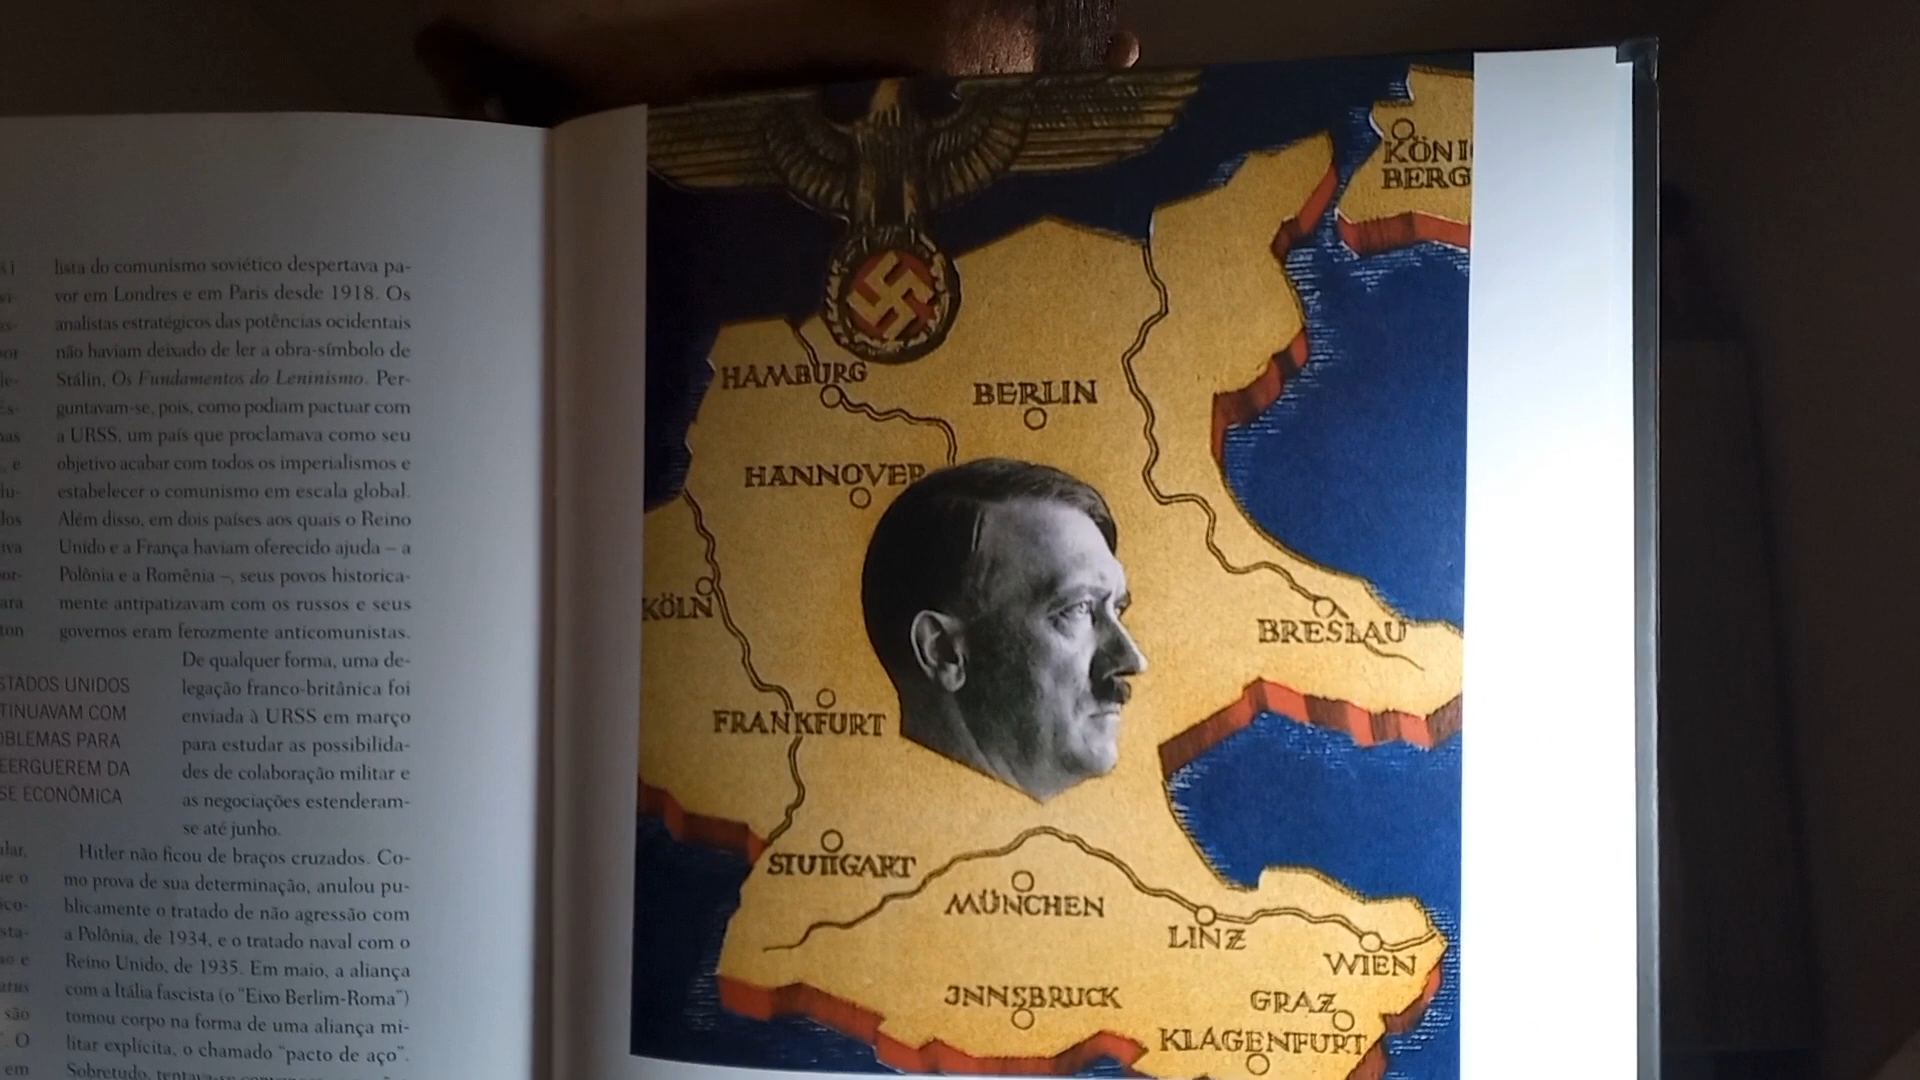 lista do comunismo soviético despertava pa-
vor em Londres e em Paris desde 1918. Os
analistas estratégicos das potências ocidentais
não haviam deixado de ler a obra-símbolo de
Stálin, Os Fundamentos do Leninismo. Per-
guntavam-se, pois, como podiam pactuar com
a URSS, um país que proclamava como seu
objetivo acabar com todos os imperialismos e
estabelecer o comunismo em escala global.
Além disso, em dois países aos quais o Reino
Unido e a França haviam oferecido ajuda – a
Polônia e a Romênia –, seus povos historica-
mente antipatizavam com os russos e seus
governos eram ferozmente anticomunistas.
De qualquer forma, uma de-
legação franco-britânica foi
enviada à URSS em março
para estudar as possibilida-
des de colaboração militar e
as negociações estenderam-
se até junho.
Hitler não ficou de braços cruzados. Co-
mo prova de sua determinação, anulou pu-
blicamente o tratado de não agressão com
a Polônia, de 1934, e o tratado naval com o
Reino Unido, de 1935. Em maio, a aliança
com a Itália fascista (o "Eixo Berlim-Roma")
tomou corpo na forma de uma aliança mi-
litar explícita, o chamado "pacto de aço".
Sobretudo,
STADOS UNIDOS
TINUAVAM COM
OBLEMAS PARA
EERGUEREM DA
SE ECONÔMICA
KÖNI
BERG
HAMBURG
BERLIN
HANNOVER
KÖLN
BRESLAU
FRANKFURT
STUTTGART
MÜNCHEN
LINZ
WIEN
INNSBRUCK
GRAZ
KLAGENFURT